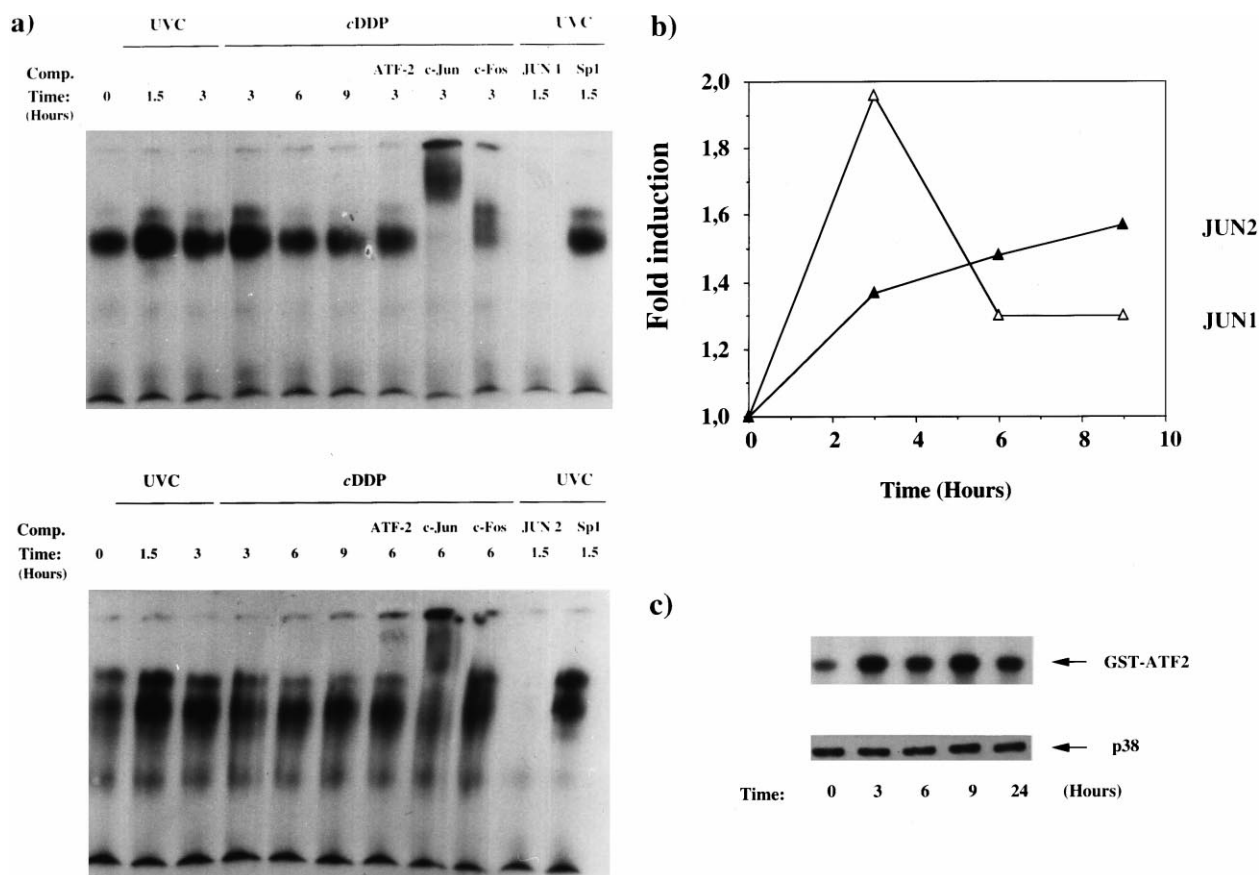 a)
UVC cDDP UVC
Comp. ATF-2 c-Jun c-Fos JUN 1 Sp1
Time: 0 1.5 3 3 6 9 3 3 3 1.5 1.5
(Hours)
UVC cDDP UVC
Comp. ATF-2 c-Jun c-Fos JUN 2 Sp1
Time: 0 1.5 3 3 6 9 6 6 6 1.5 1.5
(Hours)
b)
Fold induction
2,0
1,8
1,6
1,4
1,2
1,0
0 2 4 6 8 10
Time (Hours)
JUN2
JUN1
c)
GST-ATF2
p38
Time: 0 3 6 9 24 (Hours)